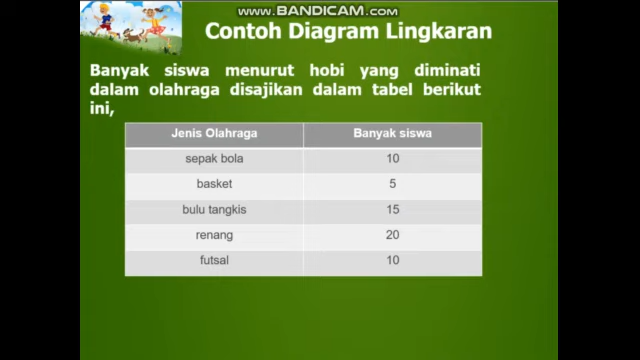 www.BANDICAM.com
Contoh Diagram Lingkaran
Banyak siswa menurut hobi yang diminati
dalam olahraga disajikan dalam tabel berikut
ini,
Jenis Olahraga Banyak siswa
sepak bola 10
basket 5
bulu tangkis 15
renang 20
futsal 10